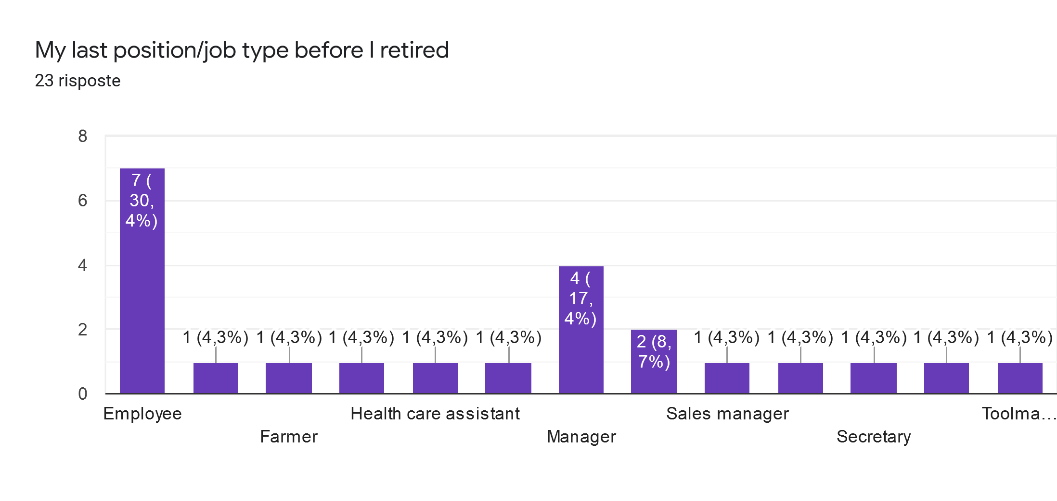 My last position/job type before I retired
23 risposte
8
6
4
2
0
7 (
30,
4%)
1 (4,3%) 1 (4,3%) 1 (4,3%) 1 (4,3%) 1 (4,3%)
4 (
17,
4%)
2 (8,
7%)
1 (4,3%) 1 (4,3%) 1 (4,3%) 1 (4,3%) 1 (4,3%)
Employee Health care assistant Sales manager Toolma…
Farmer Manager Secretary